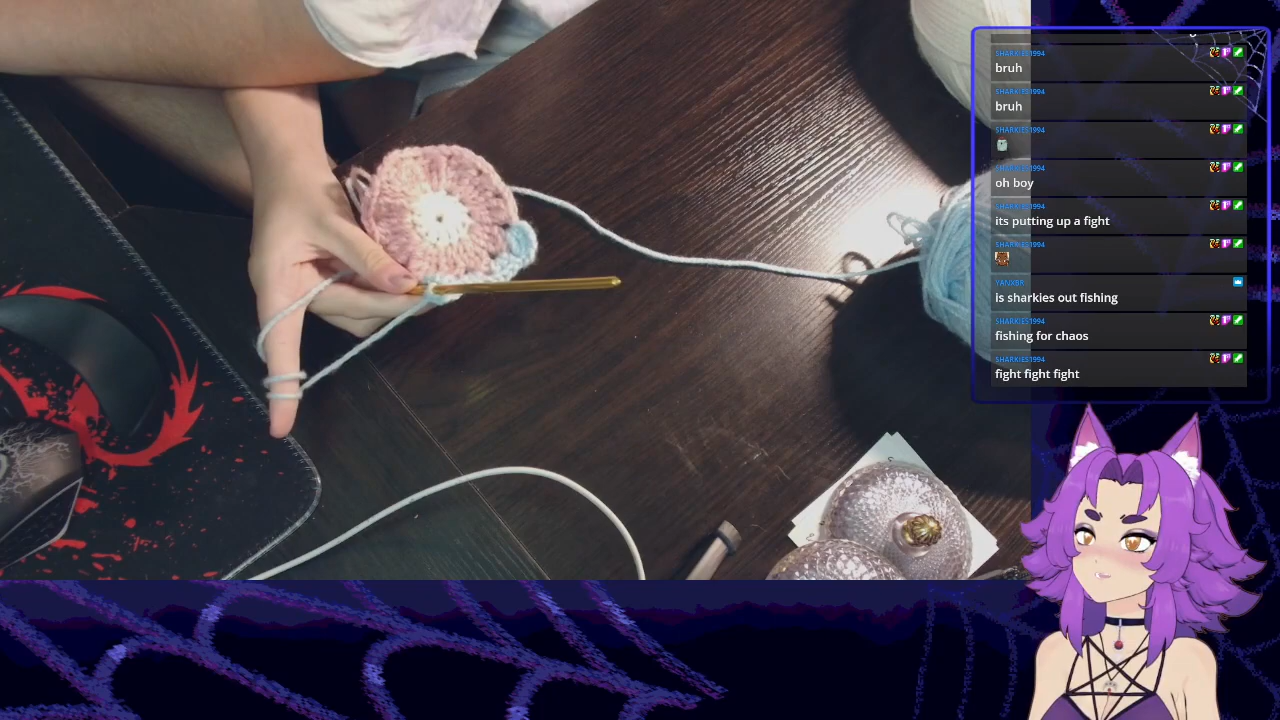 SHARKIES1994
bruh
SHARKIES1994
bruh
SHARKIES1994
SHARKIES1994
oh boy
SHARKIES1994
its putting up a fight
SHARKIES1994
YANXBR
is sharkies out fishing
SHARKIES1994
fishing for chaos
SHARKIES1994
fight fight fight